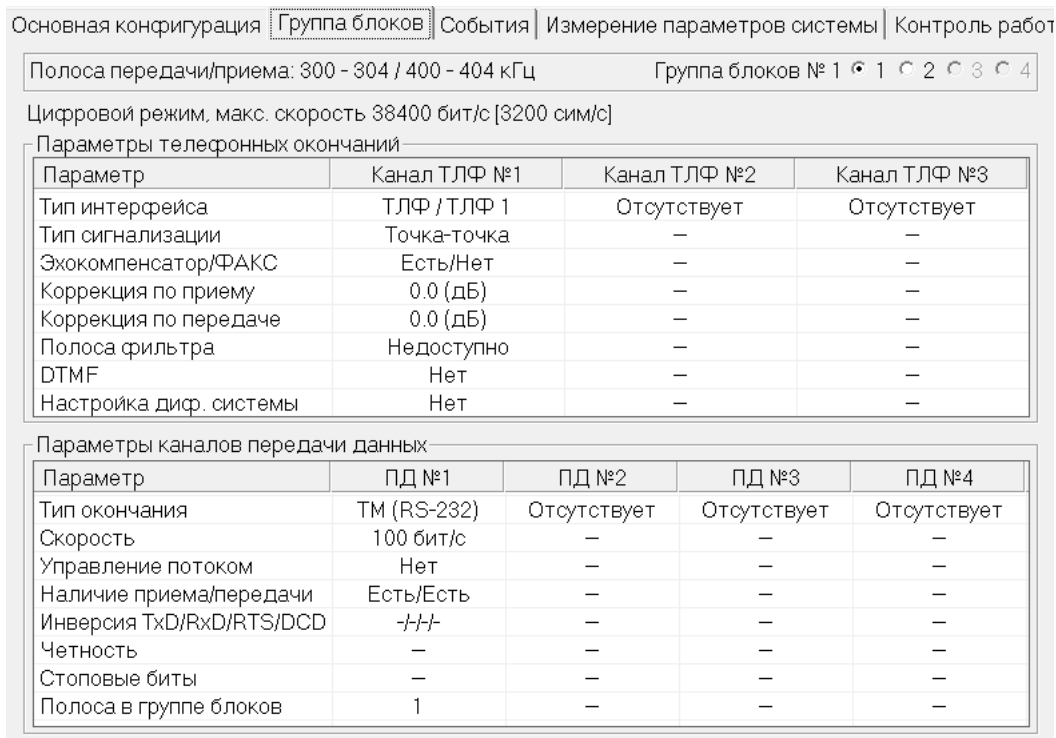 Основная конфигурация Группа блоков События Измерение параметров системы Контроль работ
Полоса передачи/приема: 300 - 304 / 400 - 404 кГц Группа блоков № 1 1 2 3 4
Цифровой режим, макс. скорость 38400 бит/с [3200 сим/с]
Параметры телефонных окончаний
Параметр Канал ТЛФ №1 Канал ТЛФ №2 Канал ТЛФ №3
Тип интерфейса ТЛФ / ТЛФ 1 Отсутствует Отсутствует
Тип сигнализации Точка-точка – –
Эхокомпенсатор/ФАКС Есть/Нет – –
Коррекция по приему 0.0 (дБ) – –
Коррекция по передаче 0.0 (дБ) – –
Полоса фильтра Недоступно – –
DTMF Нет – –
Настройка диф. системы Нет – –
Параметры каналов передачи данных
Параметр ПД №1 ПД №2 ПД №3 ПД №4
Тип окончания ТМ (RS-232) Отсутствует Отсутствует Отсутствует
Скорость 100 бит/с – – –
Управление потоком Нет – – –
Наличие приема/передачи Есть/Есть – – –
Инверсия TxD/RxD/RTS/DCD -/-/-/- – – –
Четность – – – –
Стоповые биты – – – –
Полоса в группе блоков 1 – – –